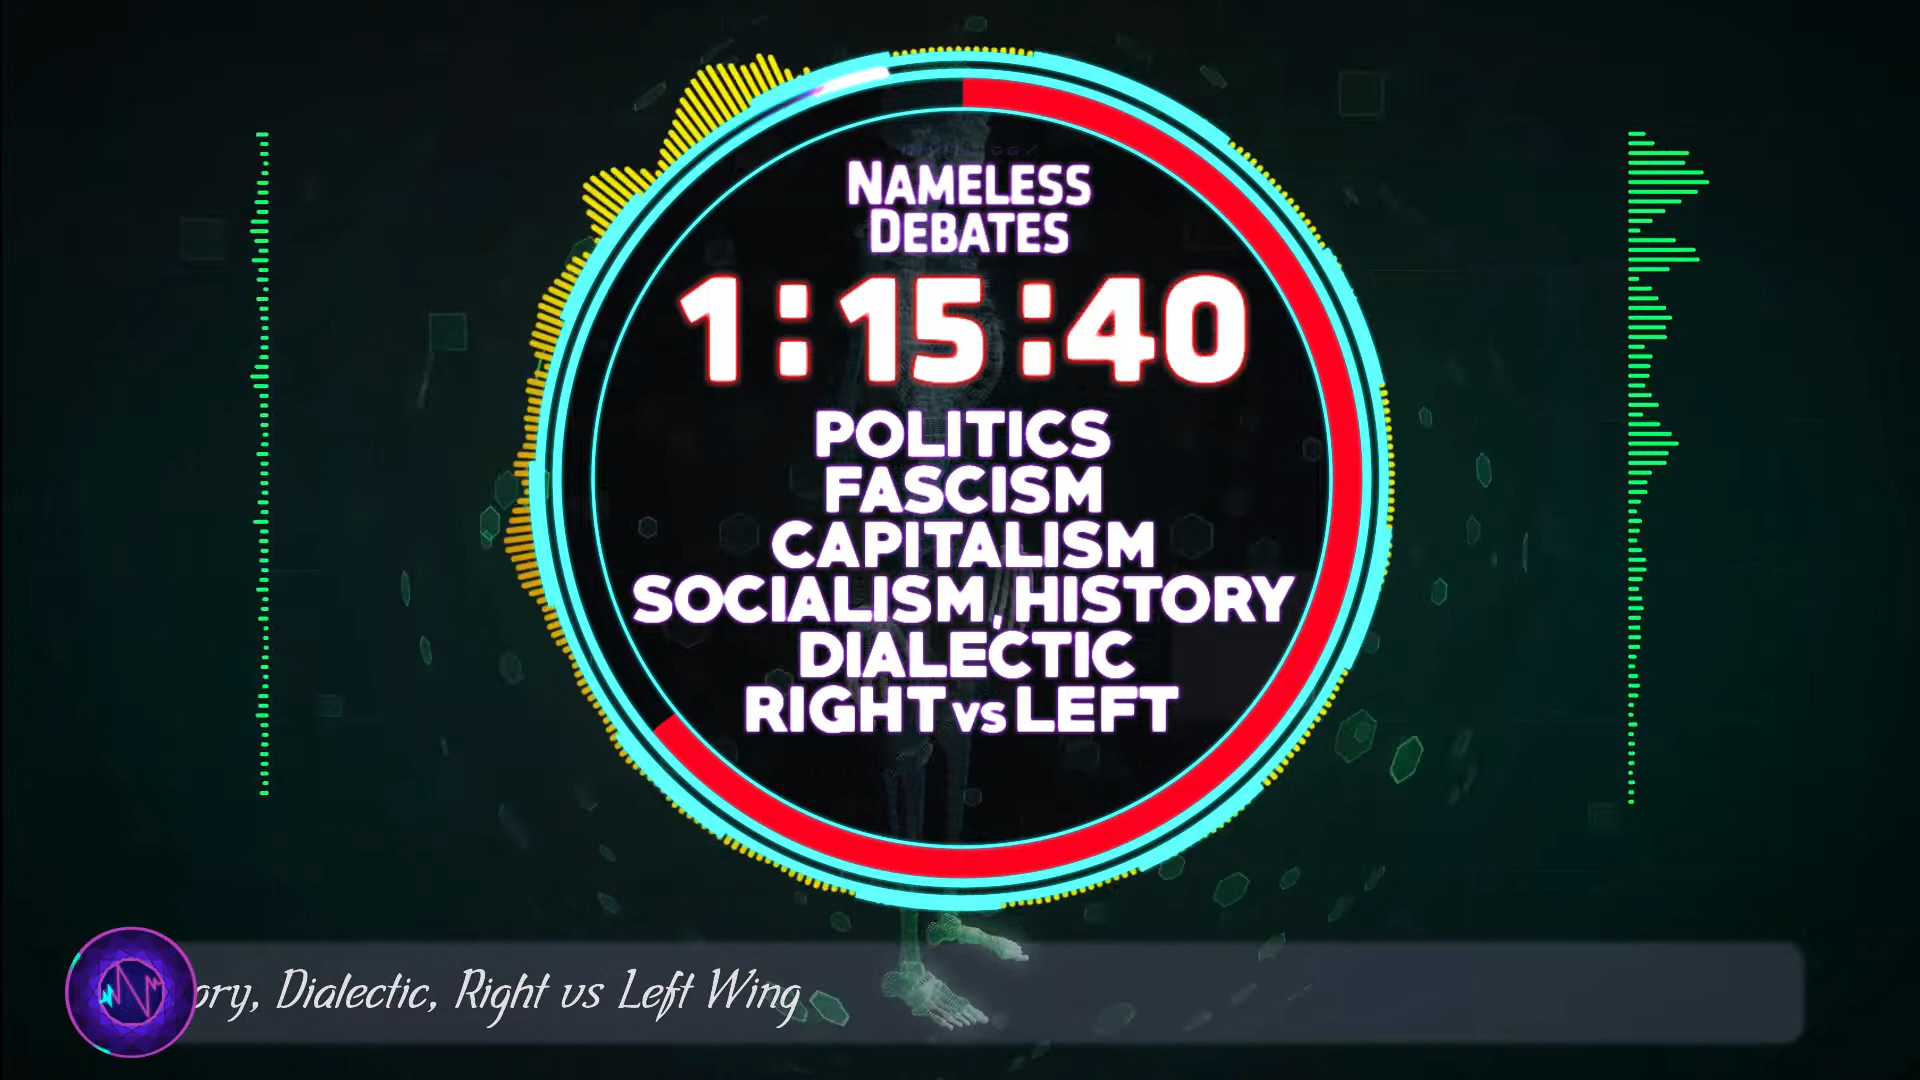 NAMELESS
DEBATES
1:15:40
POLITICS
FASCISM
CAPITALISM
SOCIALISM, HISTORY
DIALECTIC
RIGHT vs LEFT
ory, Dialectic, Right vs Left Wing